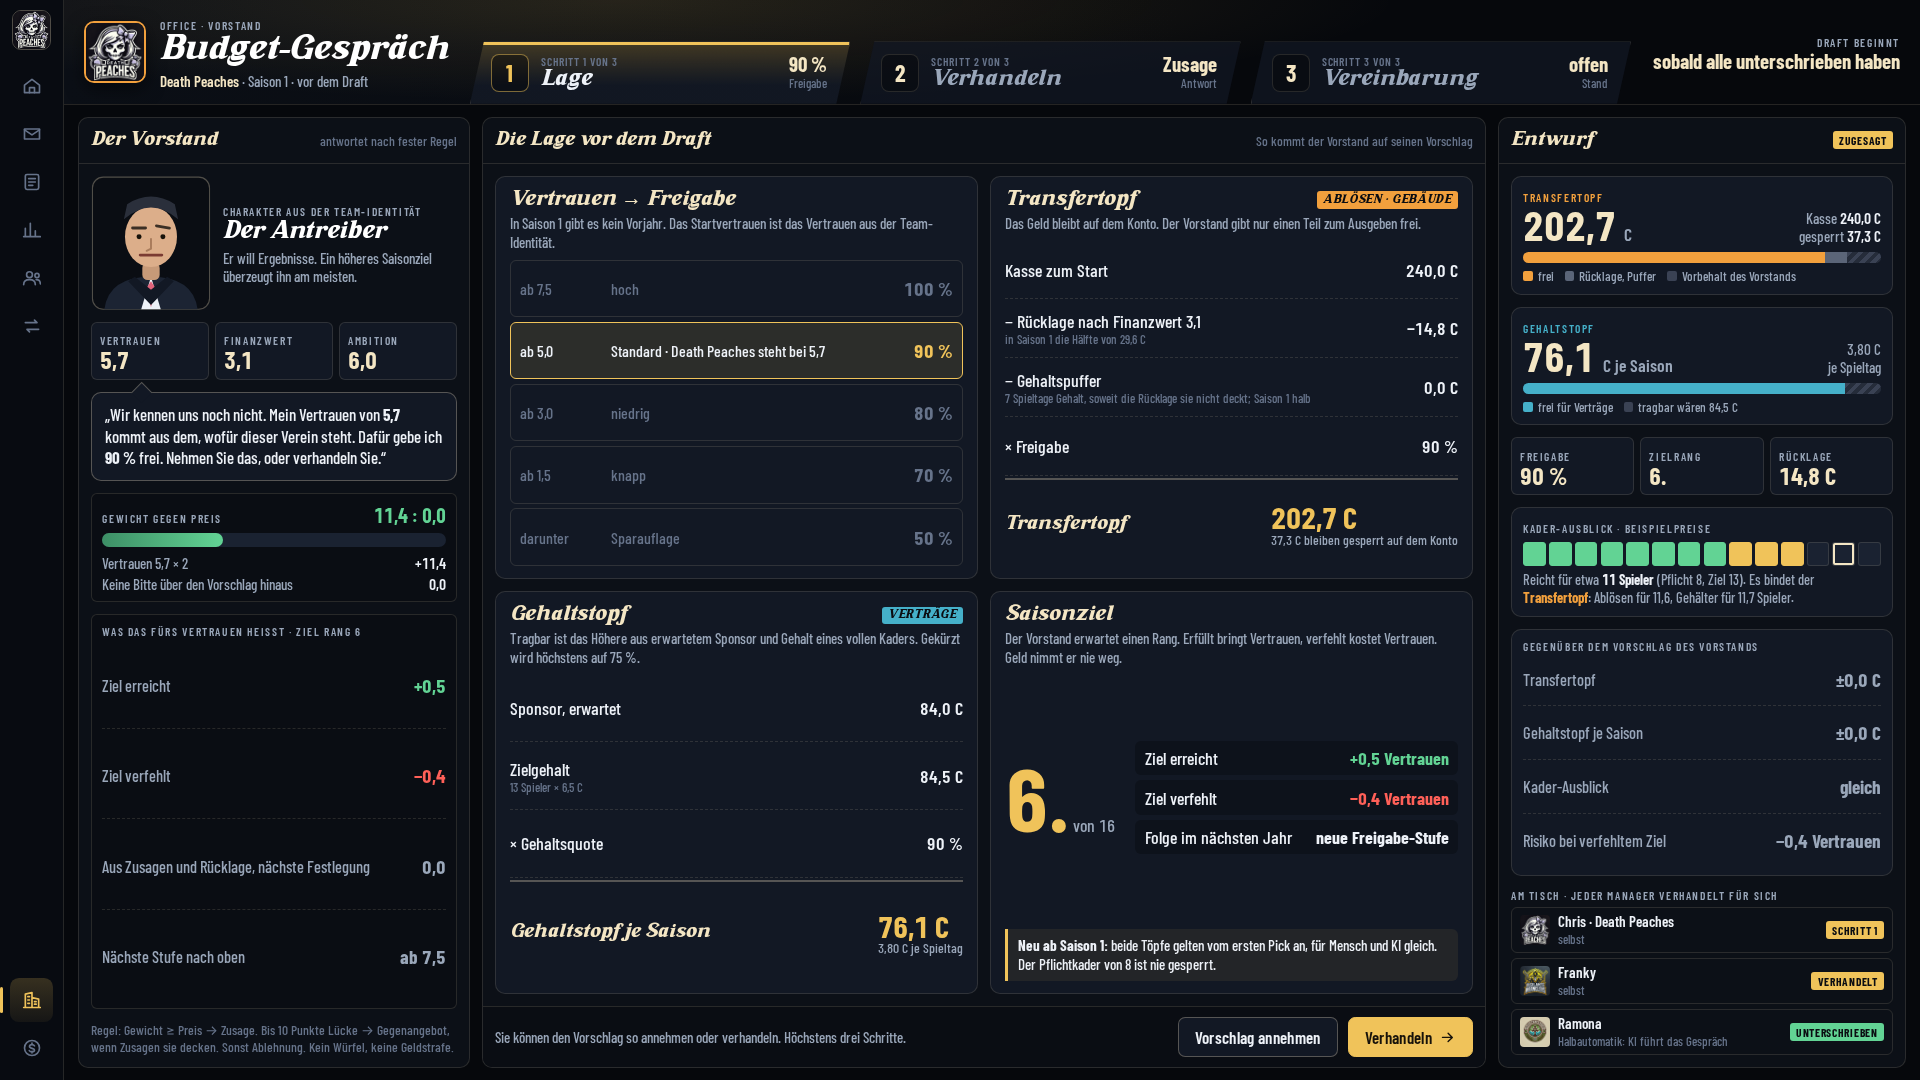 OFFICE · VORSTAND
Budget-Gespräch
Death Peaches · Saison 1 · vor dem Draft
1
SCHRITT 1 VON 3
Lage
90 %
Freigabe
2
SCHRITT 2 VON 3
Verhandeln
Zusage
Antwort
3
SCHRITT 3 VON 3
Vereinbarung
offen
Stand
DRAFT BEGINNT
sobald alle unterschrieben haben
Der Vorstand
antwortet nach fester Regel
CHARAKTER AUS DER TEAM-IDENTITÄT
Der Antreiber
Er will Ergebnisse. Ein höheres Saisonziel
überzeugt ihn am meisten.
VERTRAUEN
5,7
FINANZWERT
3,1
AMBITION
6,0
„Wir kennen uns noch nicht. Mein Vertrauen von 5,7
kommt aus dem, wofür dieser Verein steht. Dafür gebe ich
90 % frei. Nehmen Sie das, oder verhandeln Sie.“
GEWICHT GEGEN PREIS
11,4 : 0,0
Vertrauen 5,7 × 2
+11,4
Keine Bitte über den Vorschlag hinaus
0,0
WAS DAS FÜRS VERTRAUEN HEISST · ZIEL RANG 6
Ziel erreicht
+0,5
Ziel verfehlt
−0,4
Aus Zusagen und Rücklage, nächste Festlegung
0,0
Nächste Stufe nach oben
ab 7,5
Regel: Gewicht ≥ Preis → Zusage. Bis 10 Punkte Lücke → Gegenangebot,
wenn Zusagen sie decken. Sonst Ablehnung. Kein Würfel, keine Geldstrafe.
Die Lage vor dem Draft
So kommt der Vorstand auf seinen Vorschlag
Vertrauen → Freigabe
In Saison 1 gibt es kein Vorjahr. Das Startvertrauen ist das Vertrauen aus der Team-
Identität.
ab 7,5
hoch
100 %
ab 5,0
Standard · Death Peaches steht bei 5,7
90 %
ab 3,0
niedrig
80 %
ab 1,5
knapp
70 %
darunter
Sparauflage
50 %
Transfertopf
ABLÖSEN · GEBÄUDE
Das Geld bleibt auf dem Konto. Der Vorstand gibt nur einen Teil zum Ausgeben frei.
Kasse zum Start
240,0 C
− Rücklage nach Finanzwert 3,1
in Saison 1 die Hälfte von 29,6 C
−14,8 C
− Gehaltspuffer
7 Spieltage Gehalt, soweit die Rücklage sie nicht deckt; Saison 1 halb
0,0 C
× Freigabe
90 %
Transfertopf
202,7 C
37,3 C bleiben gesperrt auf dem Konto
Gehaltstopf
VERTRÄGE
Tragbar ist das Höhere aus erwartetem Sponsor und Gehalt eines vollen Kaders. Gekürzt
wird höchstens auf 75 %.
Sponsor, erwartet
84,0 C
Zielgehalt
13 Spieler × 6,5 C
84,5 C
× Gehaltsquote
90 %
Gehaltstopf je Saison
76,1 C
3,80 C je Spieltag
Saisonziel
Der Vorstand erwartet einen Rang. Erfüllt bringt Vertrauen, verfehlt kostet Vertrauen.
Geld nimmt er nie weg.
6. von 16
Ziel erreicht
+0,5 Vertrauen
Ziel verfehlt
−0,4 Vertrauen
Folge im nächsten Jahr
neue Freigabe-Stufe
Neu ab Saison 1: beide Töpfe gelten vom ersten Pick an, für Mensch und KI gleich.
Der Pflichtkader von 8 ist nie gesperrt.
Sie können den Vorschlag so annehmen oder verhandeln. Höchstens drei Schritte.
Vorschlag annehmen
Verhandeln →
Entwurf
ZUGESAGT
TRANSFERTOPF
202,7 C
Kasse 240,0 C
gesperrt 37,3 C
frei
Rücklage, Puffer
Vorbehalt des Vorstands
GEHALTSTOPF
76,1 C je Saison
3,80 C
je Spieltag
frei für Verträge
tragbar wären 84,5 C
FREIGABE
90 %
ZIELRANG
6.
RÜCKLAGE
14,8 C
KADER-AUSBLICK · BEISPIELPREISE
Reicht für etwa 11 Spieler (Pflicht 8, Ziel 13). Es bindet der
Transfertopf: Ablösen für 11,6, Gehälter für 11,7 Spieler.
GEGENÜBER DEM VORSCHLAG DES VORSTANDS
Transfertopf
±0,0 C
Gehaltstopf je Saison
±0,0 C
Kader-Ausblick
gleich
Risiko bei verfehltem Ziel
−0,4 Vertrauen
AM TISCH · JEDER MANAGER VERHANDELT FÜR SICH
Chris · Death Peaches
selbst
SCHRITT 1
Franky
selbst
VERHANDELT
Ramona
Halbautomatik: KI führt das Gespräch
UNTERSCHRIEBEN